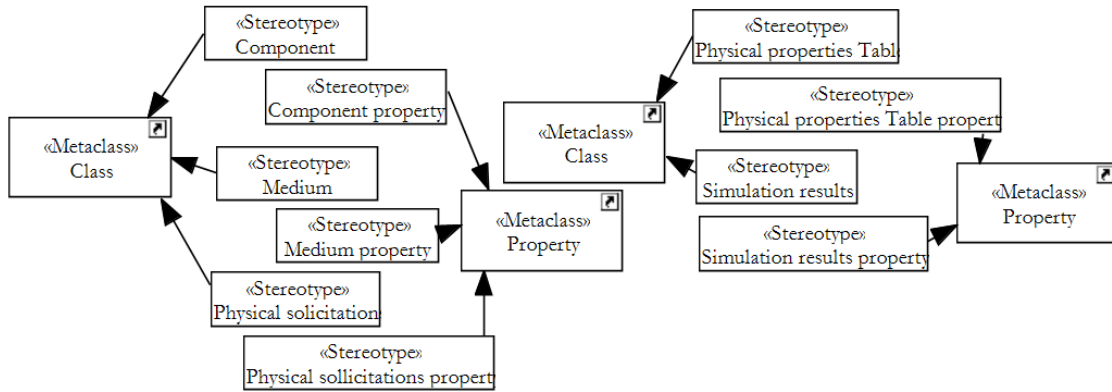 «Stereotype»
Component
«Stereotype»
Component property
«Metaclass»
Class
«Stereotype»
Medium
«Stereotype»
Medium property
«Metaclass»
Property
«Stereotype»
Physical solicitation
«Stereotype»
Physical sollicitations propert
«Stereotype»
Physical properties Table
«Stereotype»
Physical properties Table propert
«Metaclass»
Class
«Stereotype»
Simulation results
«Metaclass»
Property
«Stereotype»
Simulation results property